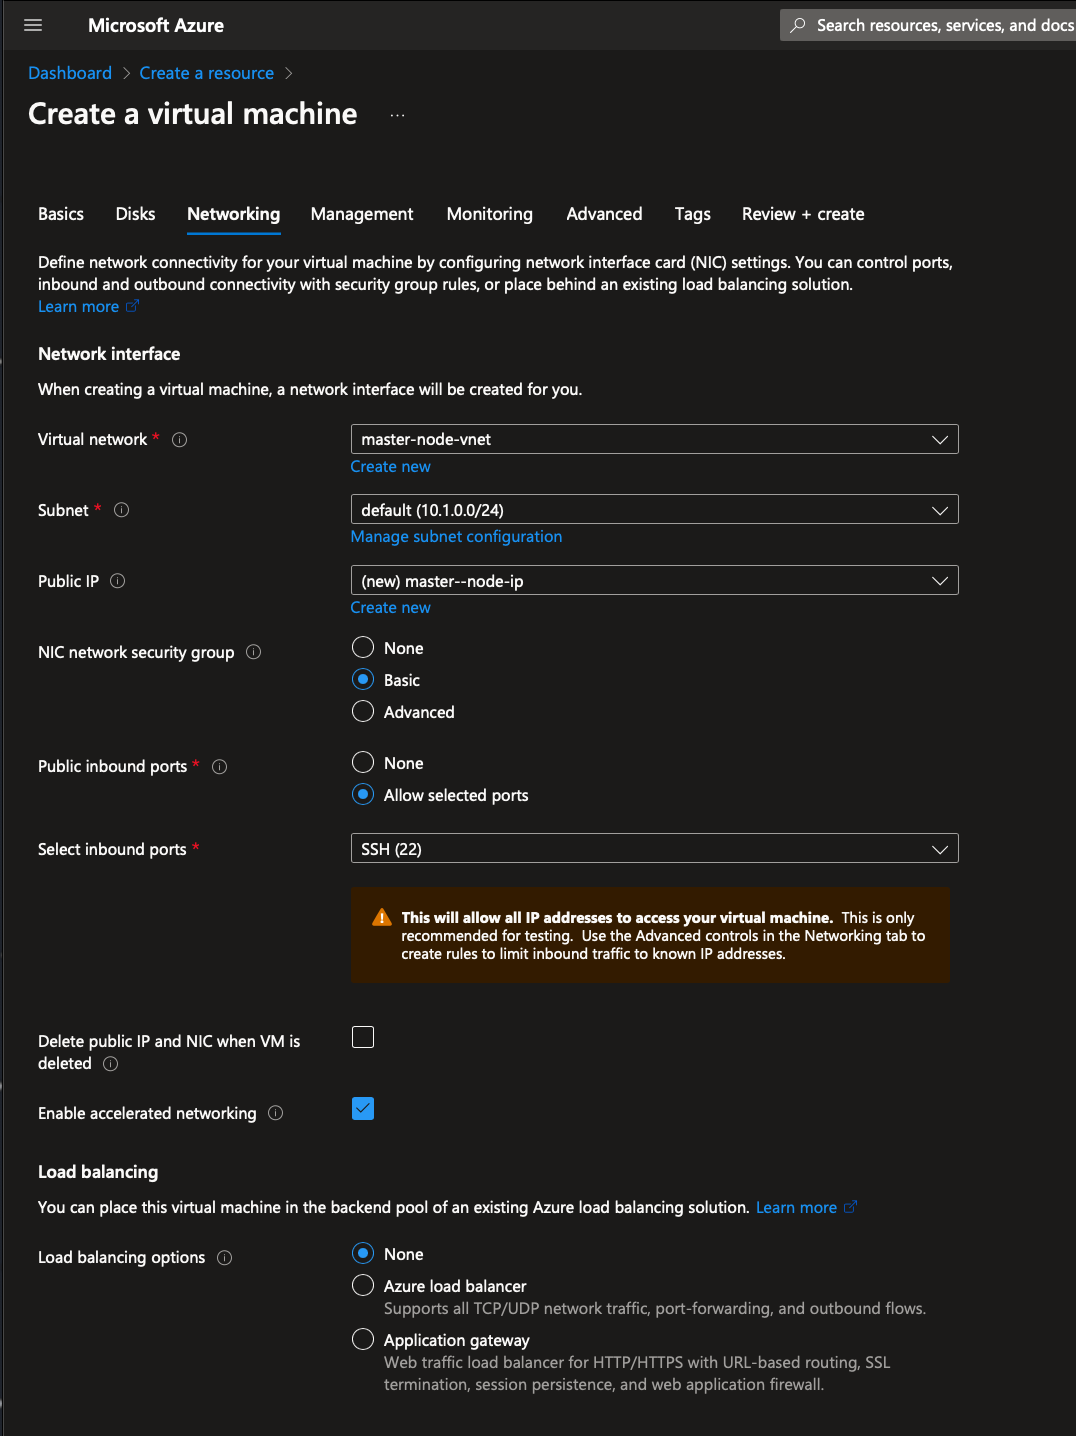 Microsoft Azure
Search resources, services, and docs
Dashboard > Create a resource >
Create a virtual machine ...
Basics Disks Networking Management Monitoring Advanced Tags Review + create
Define network connectivity for your virtual machine by configuring network interface card (NIC) settings. You can control ports,
inbound and outbound connectivity with security group rules, or place behind an existing load balancing solution.
Learn more
Network interface
When creating a virtual machine, a network interface will be created for you.
Virtual network *
master-node-vnet
Create new
Subnet *
default (10.1.0.0/24)
Manage subnet configuration
Public IP
(new) master--node-ip
Create new
NIC network security group
None
Basic
Advanced
Public inbound ports *
None
Allow selected ports
Select inbound ports *
SSH (22)
This will allow all IP addresses to access your virtual machine. This is only
recommended for testing. Use the Advanced controls in the Networking tab to
create rules to limit inbound traffic to known IP addresses.
Delete public IP and NIC when VM is
deleted
Enable accelerated networking
Load balancing
You can place this virtual machine in the backend pool of an existing Azure load balancing solution. Learn more
Load balancing options
None
Azure load balancer
Supports all TCP/UDP network traffic, port-forwarding, and outbound flows.
Application gateway
Web traffic load balancer for HTTP/HTTPS with URL-based routing, SSL
termination, session persistence, and web application firewall.